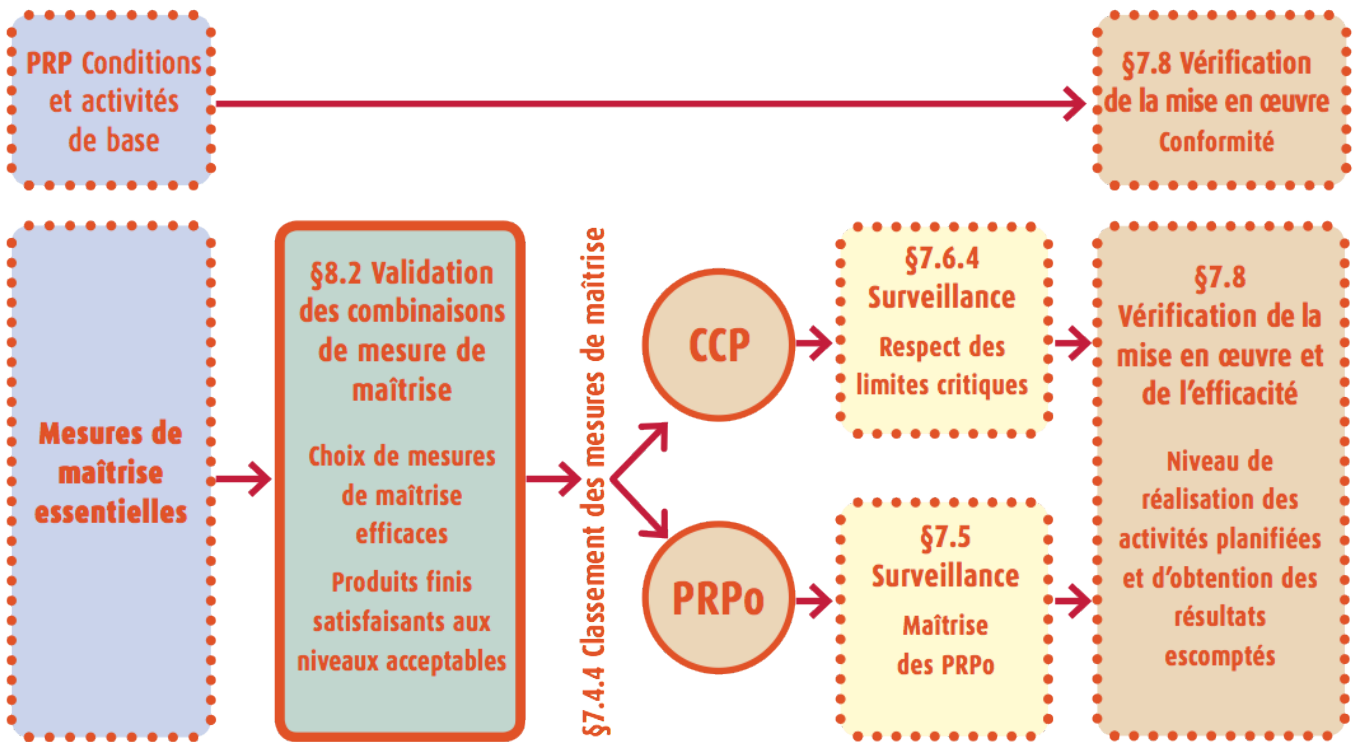 PRP Conditions
et activités
de base
§7.8 Vérification
de la mise en œuvre
Conformité
Mesures de
maîtrise
essentielles
§8.2 Validation
des combinaisons
de mesure de
maîtrise
Choix de mesures
de maîtrise
efficaces
Produits finis
satisfaisants aux
niveaux acceptables
§7.4.4 Classement des mesures de maîtrise
CCP
§7.6.4
Surveillance
Respect des
limites critiques
PRPo
§7.5
Surveillance
Maîtrise
des PRPo
§7.8
Vérification de la
mise en œuvre et
de l’efficacité
Niveau de
réalisation des
activités planifiées
et d’obtention des
résultats
escomptés